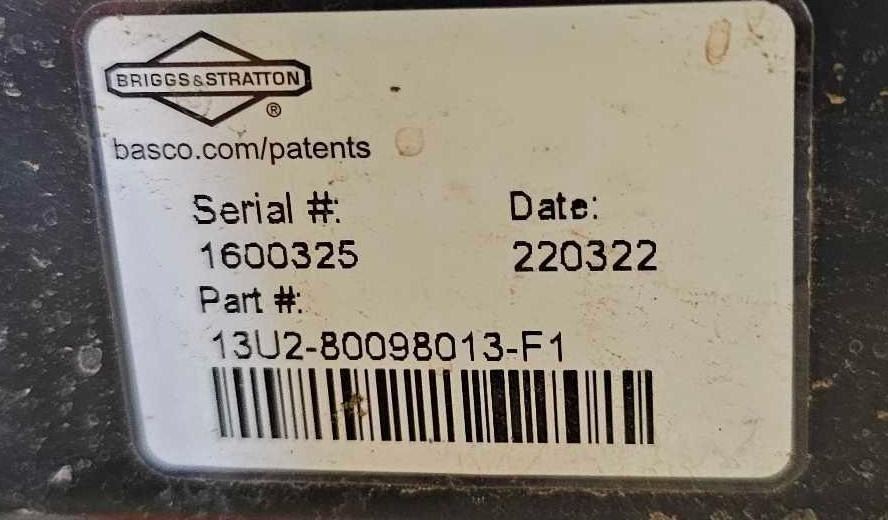 BRIGGS&STRATTON
®
basco.com/patents
Serial #: Date:
1600325 220322
Part #:
13U2-80098013-F1